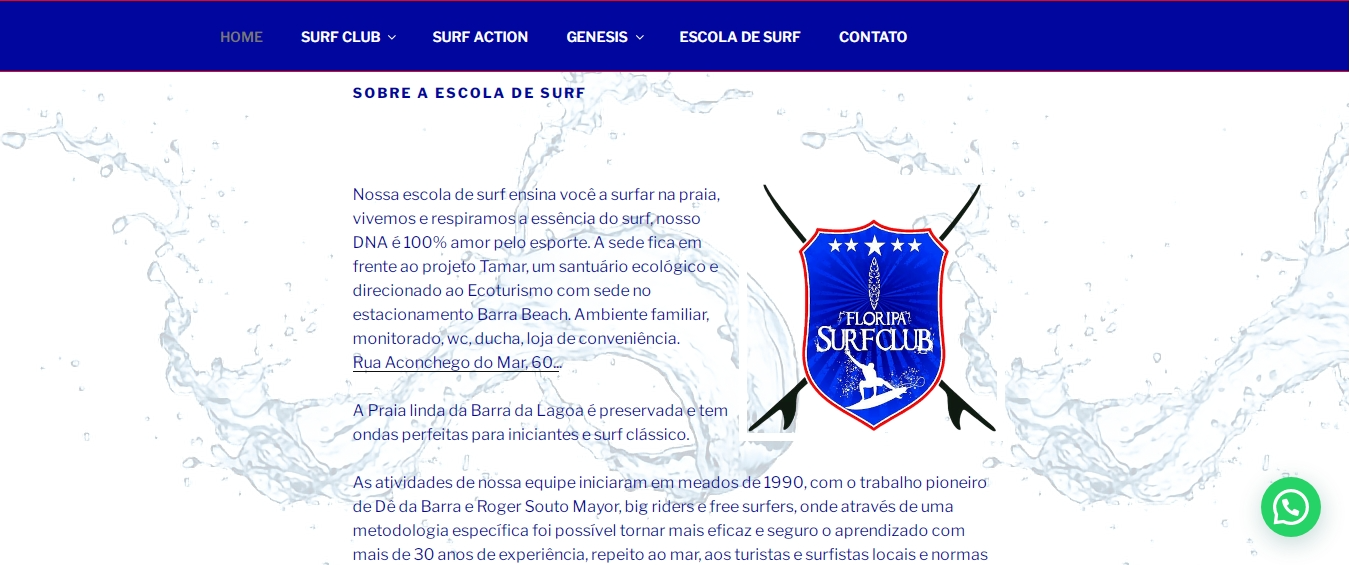 HOME SURF CLUB SURF ACTION GENESIS ESCOLA DE SURF CONTATO
SOBRE A ESCOLA DE SURF
Nossa escola de surf ensina você a surfar na praia,
vivemos e respiramos a essência do surf, nosso
DNA é 100% amor pelo esporte. A sede fica em
frente ao projeto Tamar, um santuário ecológico e
direcionado ao Ecoturismo com sede no
estacionamento Barra Beach. Ambiente familiar,
monitorado, wc, ducha, loja de conveniência.
Rua Aconchego do Mar, 60...
FLORIPA
SURFCLUB
A Praia linda da Barra da Lagoa é preservada e tem
ondas perfeitas para iniciantes e surf clássico.
As atividades de nossa equipe iniciaram em meados de 1990, com o trabalho pioneiro
de Dê da Barra e Roger Souto Mayor, big riders e free surfers, onde através de uma
metodologia específica foi possível tornar mais eficaz e seguro o aprendizado com
mais de 30 anos de experiência, repeito ao mar, aos turistas e surfistas locais e normas